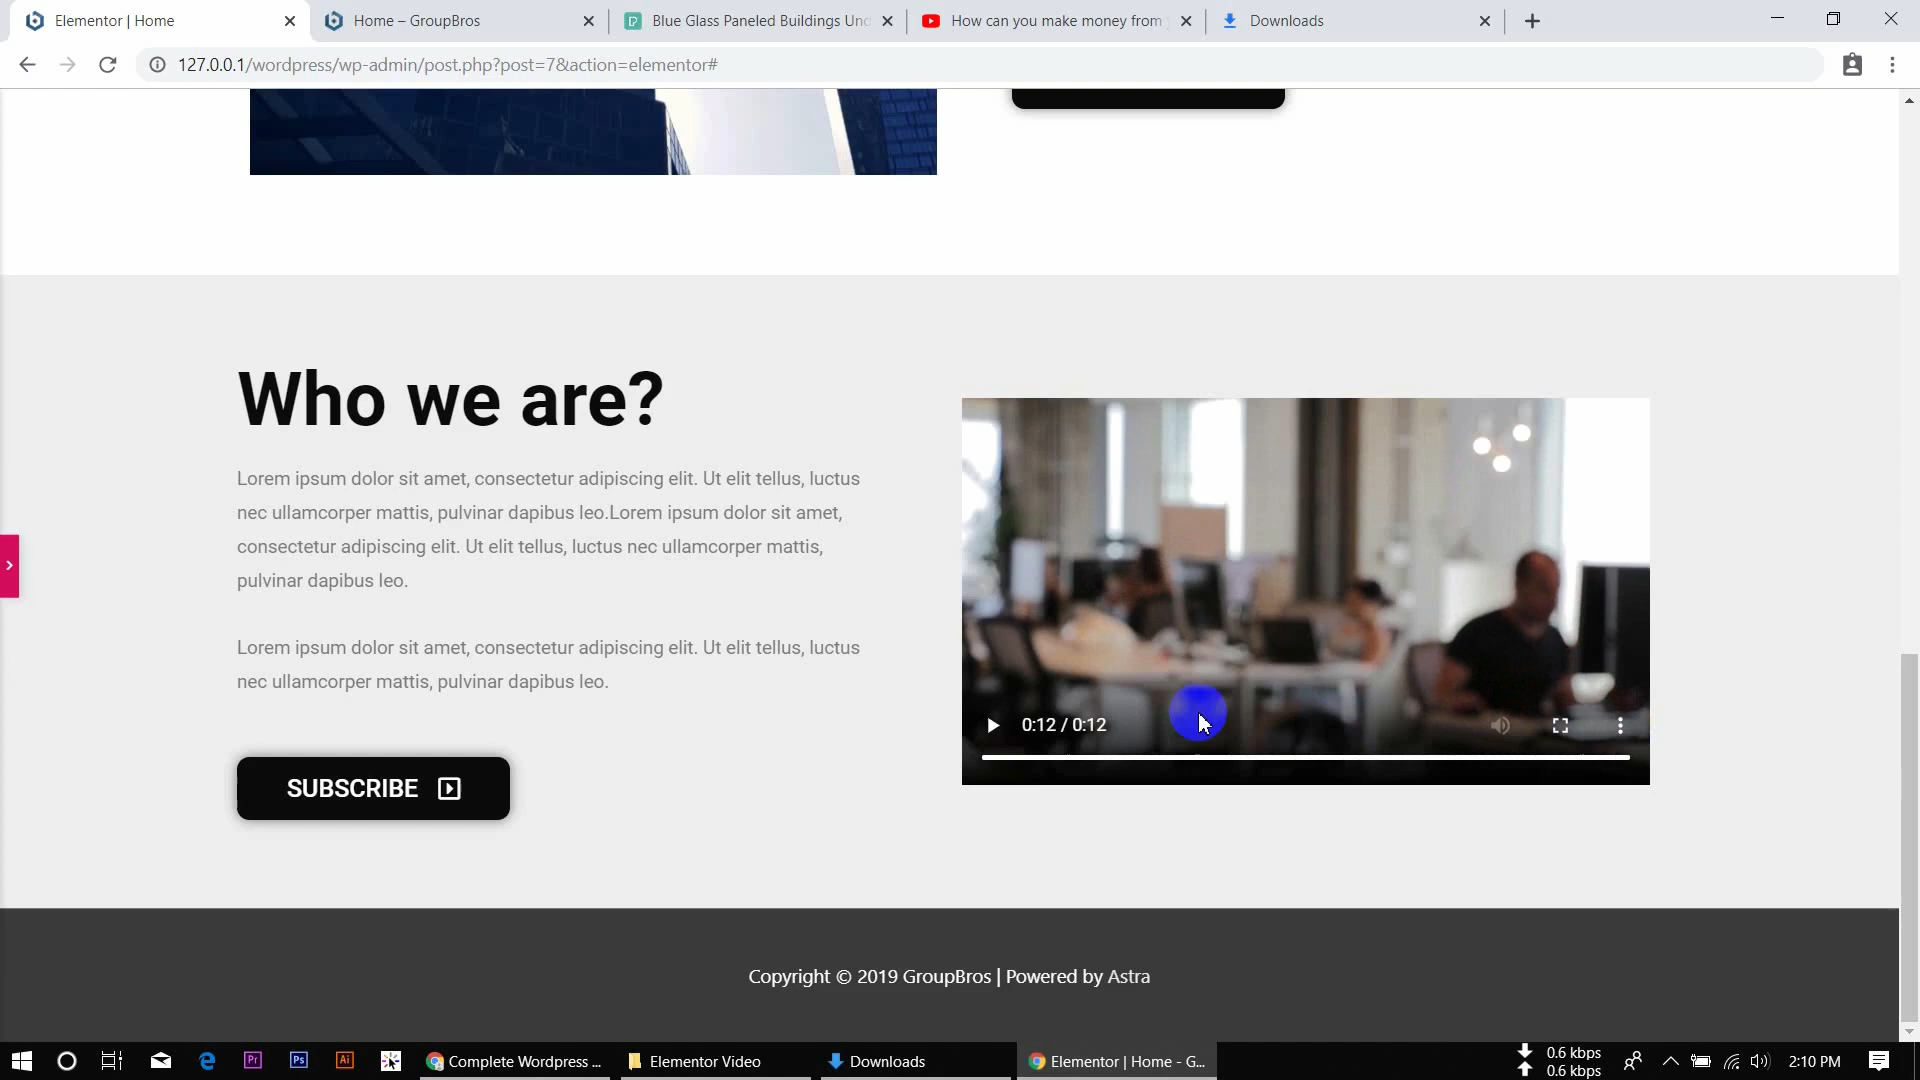 Elementor | Home
Home – GroupBros
Blue Glass Paneled Buildings Und
How can you make money from
Downloads
127.0.0.1/wordpress/wp-admin/post.php?post=7&action=elementor#
Who we are?
Lorem ipsum dolor sit amet, consectetur adipiscing elit. Ut elit tellus, luctus
nec ullamcorper mattis, pulvinar dapibus leo.Lorem ipsum dolor sit amet,
consectetur adipiscing elit. Ut elit tellus, luctus nec ullamcorper mattis,
pulvinar dapibus leo.
Lorem ipsum dolor sit amet, consectetur adipiscing elit. Ut elit tellus, luctus
nec ullamcorper mattis, pulvinar dapibus leo.
0:12 / 0:12
SUBSCRIBE
Copyright © 2019 GroupBros | Powered by Astra
Pr
Ps
Ai
Complete Wordpress ...
Elementor Video
Downloads
Elementor | Home - G...
0.6 kbps
0.6 kbps
2:10 PM